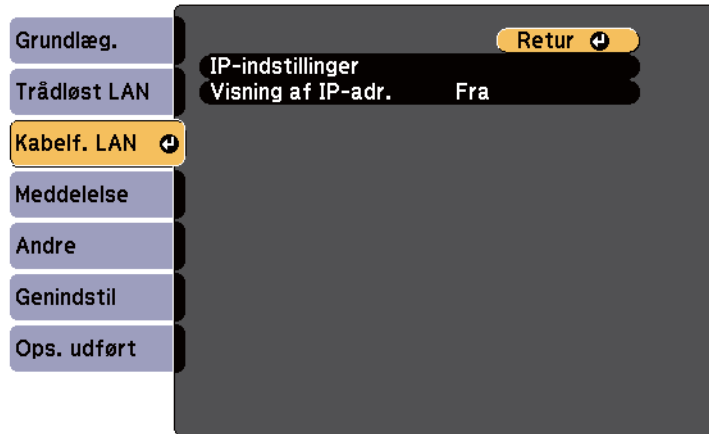 Grundlæg.
Trådløst LAN
Kabelf. LAN
Meddelelse
Andre
Genindstil
Ops. udført
Retur
IP-indstillinger
Visning af IP-adr. Fra